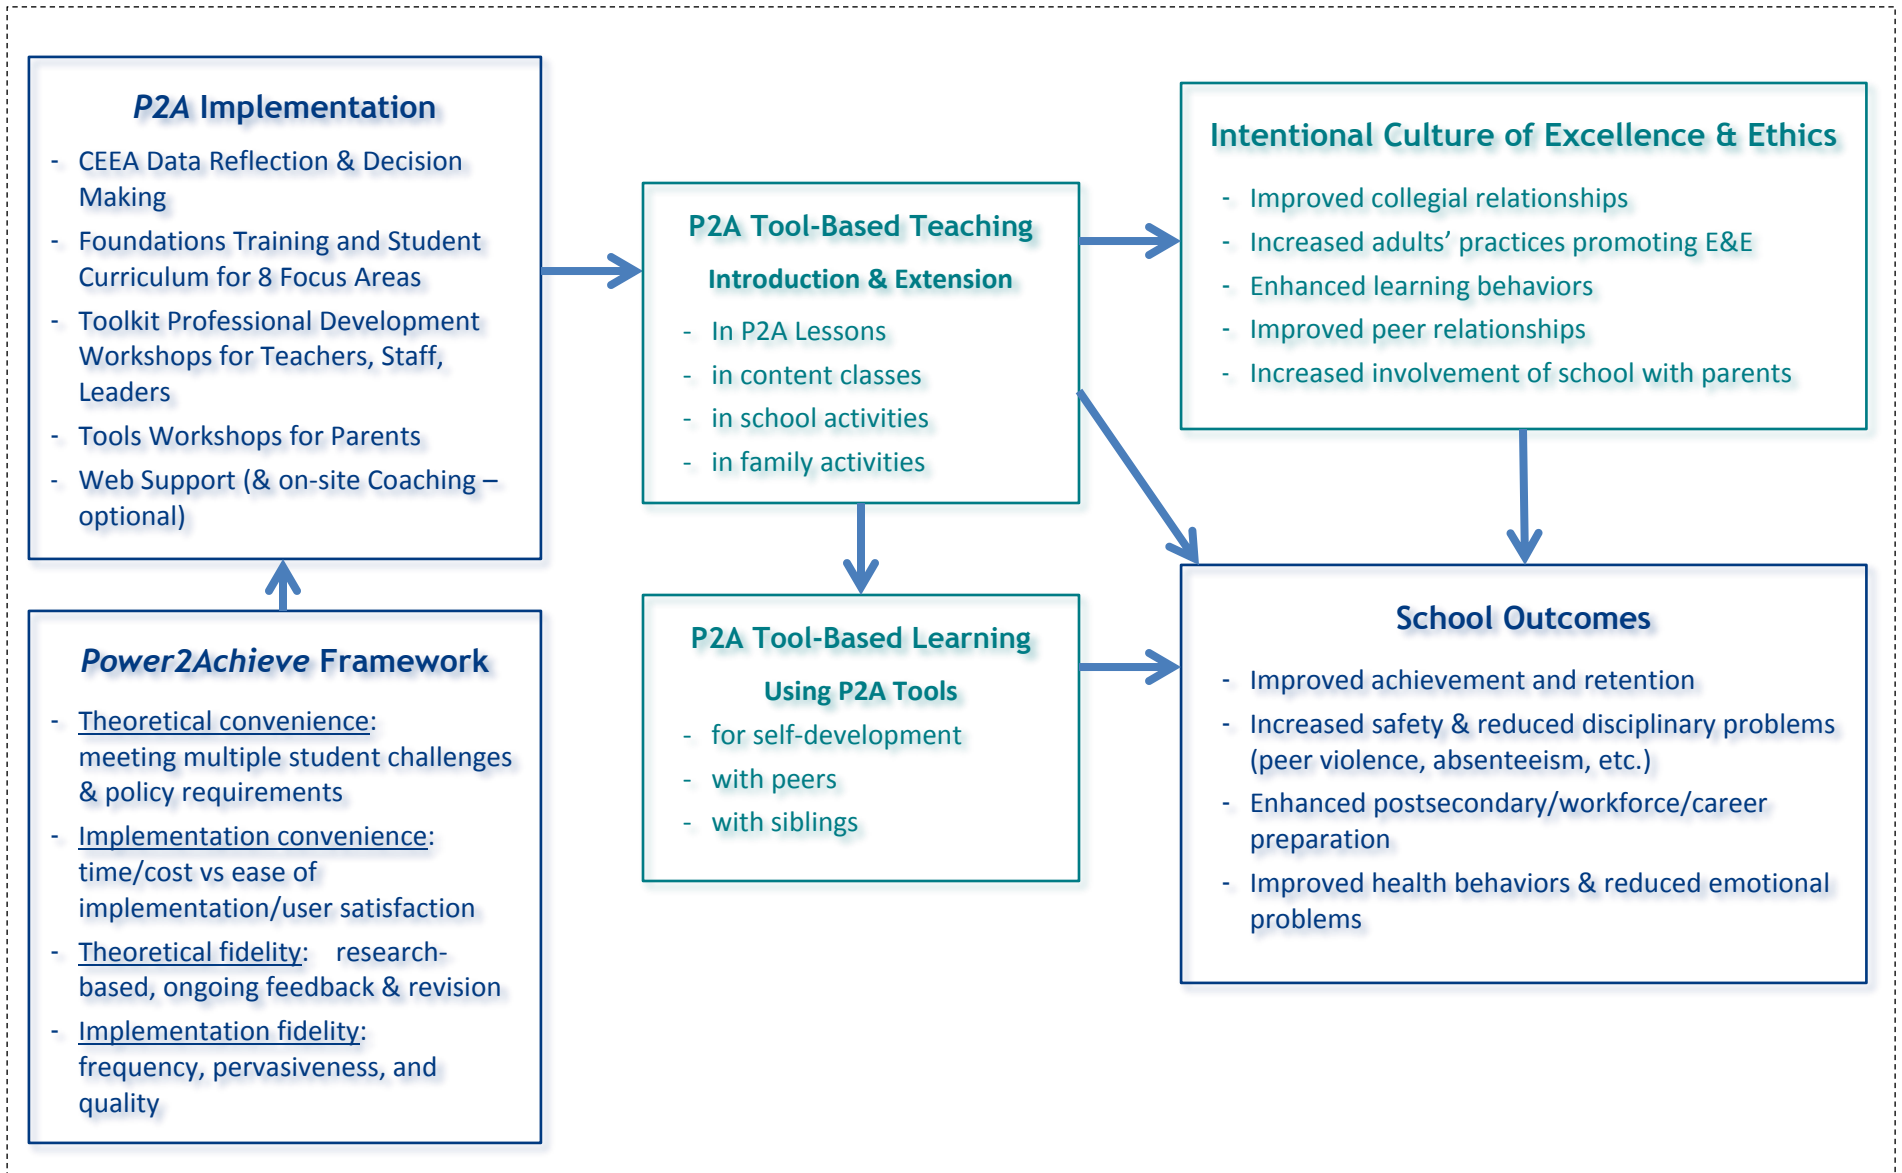 P2A Implementation
- CEEA Data Reflection & Decision
Making
- Foundations Training and Student
Curriculum for 8 Focus Areas
- Toolkit Professional Development
Workshops for Teachers, Staff,
Leaders
- Tools Workshops for Parents
- Web Support (& on-site Coaching –
optional)
Power2Achieve Framework
- Theoretical convenience:
meeting multiple student challenges
& policy requirements
- Implementation convenience:
time/cost vs ease of
implementation/user satisfaction
- Theoretical fidelity: research-
based, ongoing feedback & revision
- Implementation fidelity:
frequency, pervasiveness, and
quality
P2A Tool-Based Teaching
Introduction & Extension
- In P2A Lessons
- in content classes
- in school activities
- in family activities
P2A Tool-Based Learning
Using P2A Tools
- for self-development
- with peers
- with siblings
Intentional Culture of Excellence & Ethics
- Improved collegial relationships
- Increased adults’ practices promoting E&E
- Enhanced learning behaviors
- Improved peer relationships
- Increased involvement of school with parents
School Outcomes
- Improved achievement and retention
- Increased safety & reduced disciplinary problems
(peer violence, absenteeism, etc.)
- Enhanced postsecondary/workforce/career
preparation
- Improved health behaviors & reduced emotional
problems